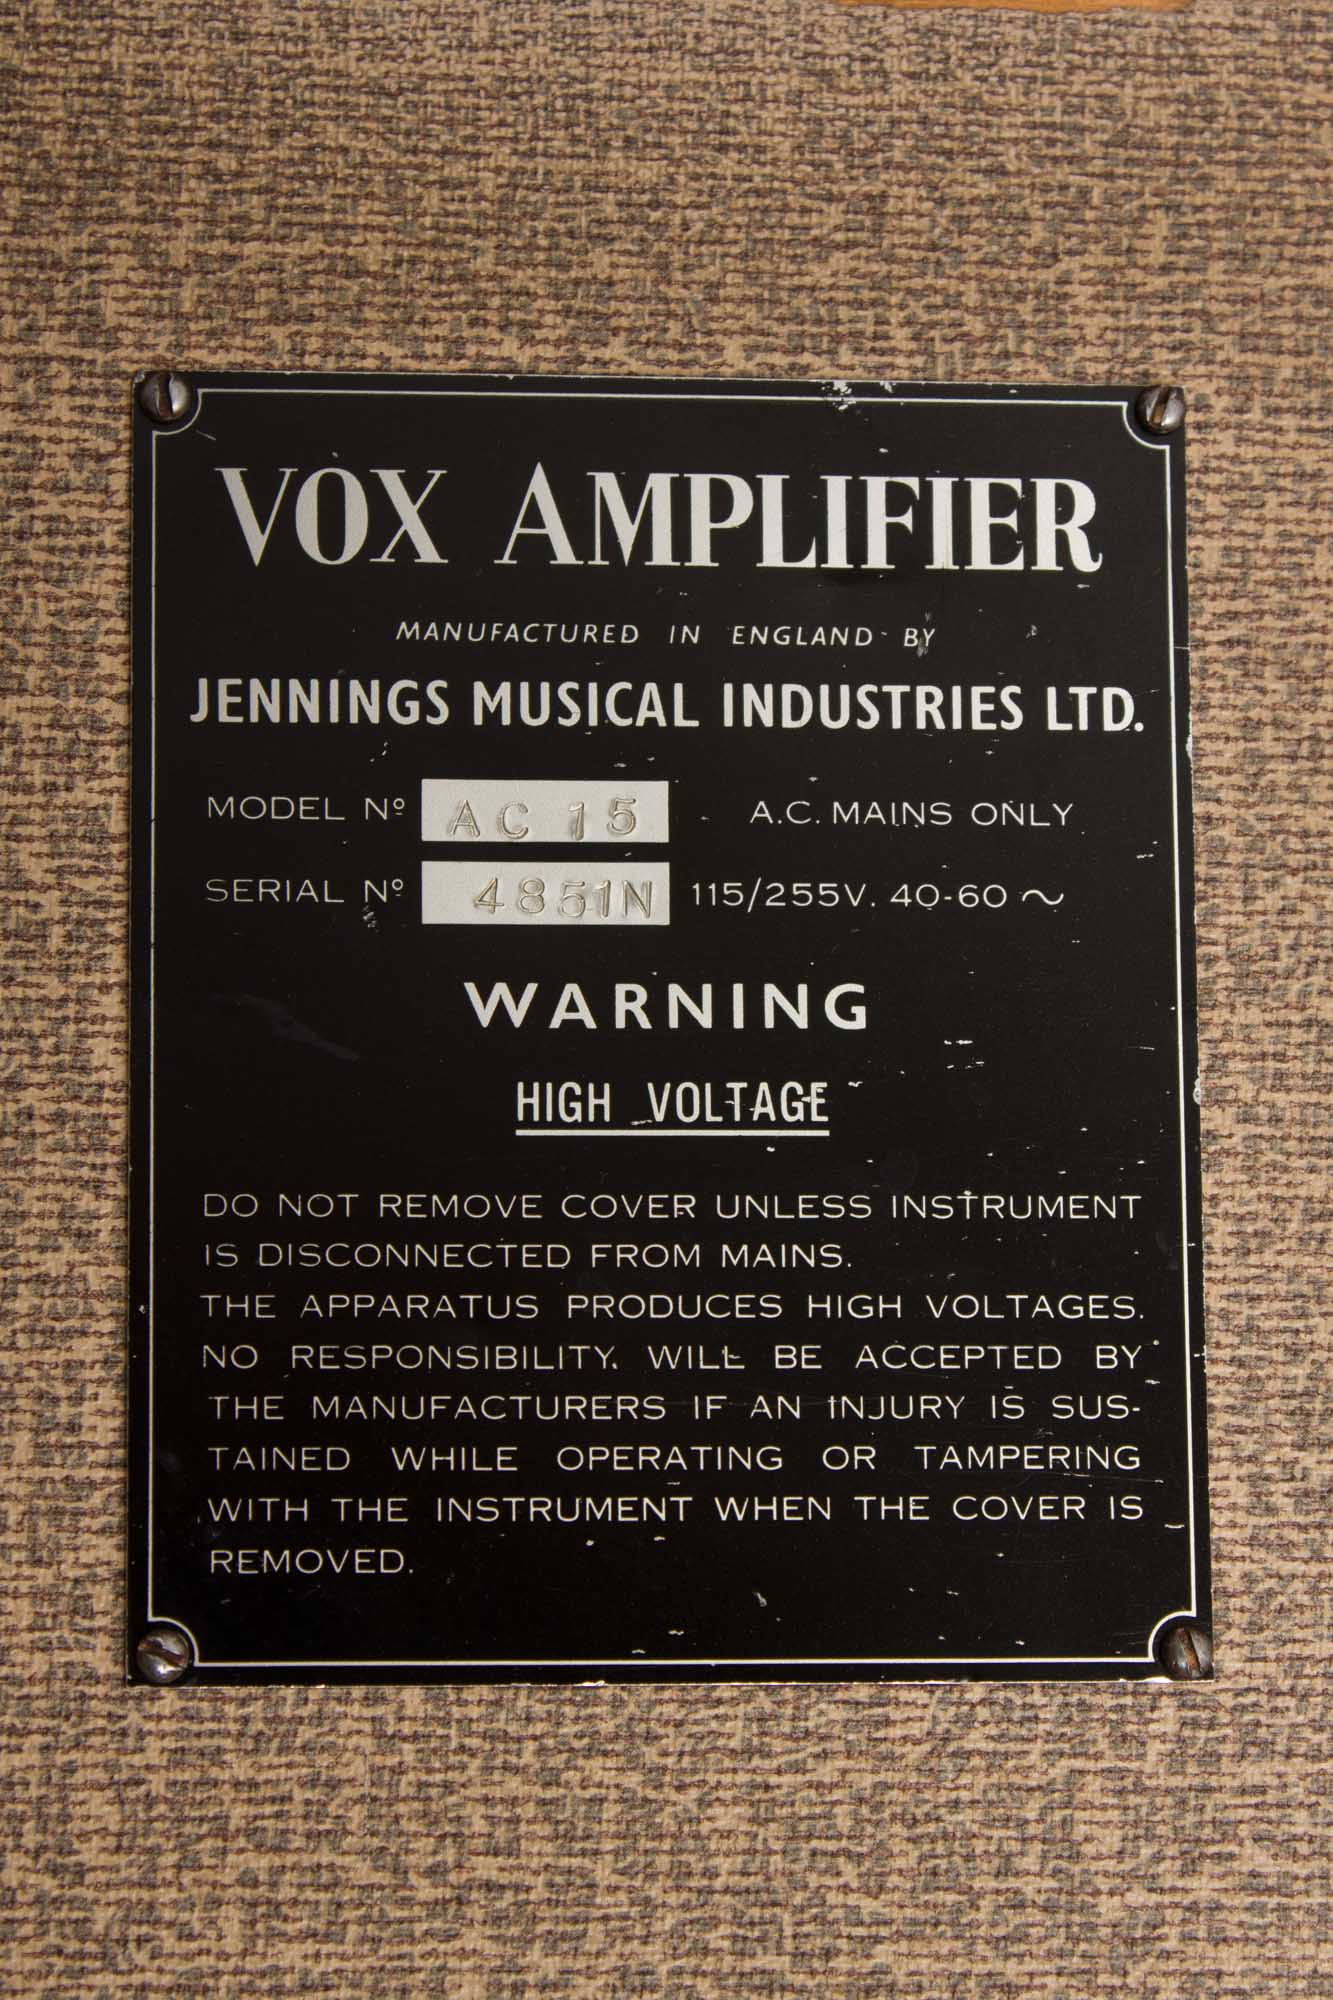 VOX AMPLIFIER
MANUFACTURED IN ENGLAND BY
JENNINGS MUSICAL INDUSTRIES LTD.
MODEL Nº AC 15 A.C. MAINS ONLY
SERIAL Nº 4851N 115/255V. 40-60 ~
WARNING
HIGH VOLTAGE
DO NOT REMOVE COVER UNLESS INSTRUMENT
IS DISCONNECTED FROM MAINS.
THE APPARATUS PRODUCES HIGH VOLTAGES.
NO RESPONSIBILITY. WILL BE ACCEPTED BY
THE MANUFACTURERS IF AN INJURY IS SUS-
TAINED WHILE OPERATING OR TAMPERING
WITH THE INSTRUMENT WHEN THE COVER IS
REMOVED.